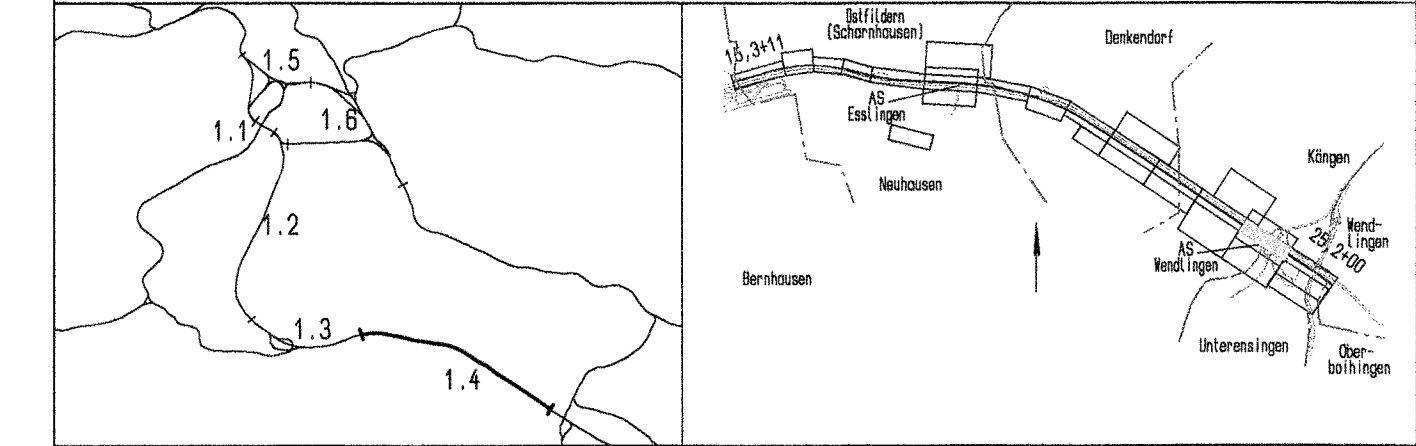 1.5
1.1
1.6
1.2
1.3
1.4
15,3+11
Ostfildern
(Scharnhausen)
Denkendorf
AS
Esslingen
Neuhausen
Köngen
Wend-
lingen
25,2+00
AS
Wendlingen
Bernhausen
Unterensingen
Ober-
boihingen